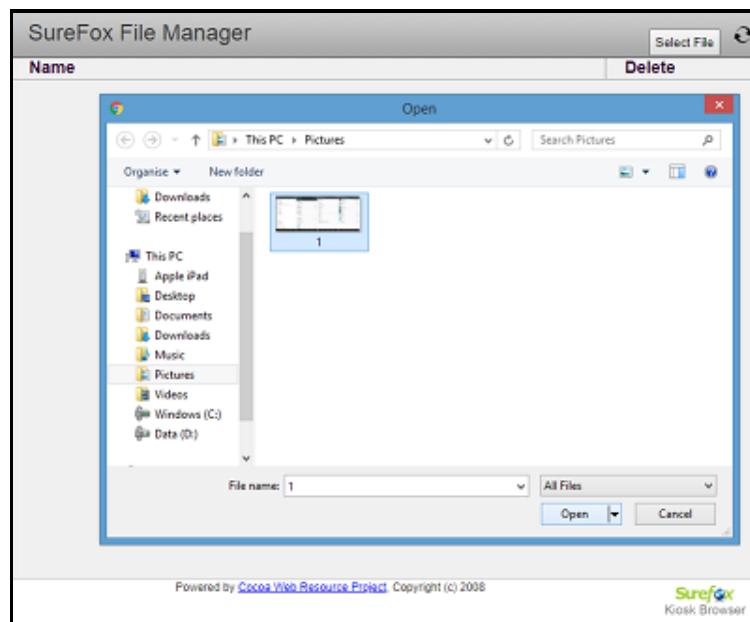 SureFox File Manager
Select File
Name Delete
Open
This PC Pictures Search Pictures
Organise New folder
Downloads
Recent places
1
This PC
Apple iPad
Desktop
Documents
Downloads
Music
Pictures
Videos
Windows (C:)
Data (D:)
File name: 1 All Files
Open Cancel
Powered by Cocoa Web Resource Project, Copyright (c) 2008
Surefox
Kiosk Browser